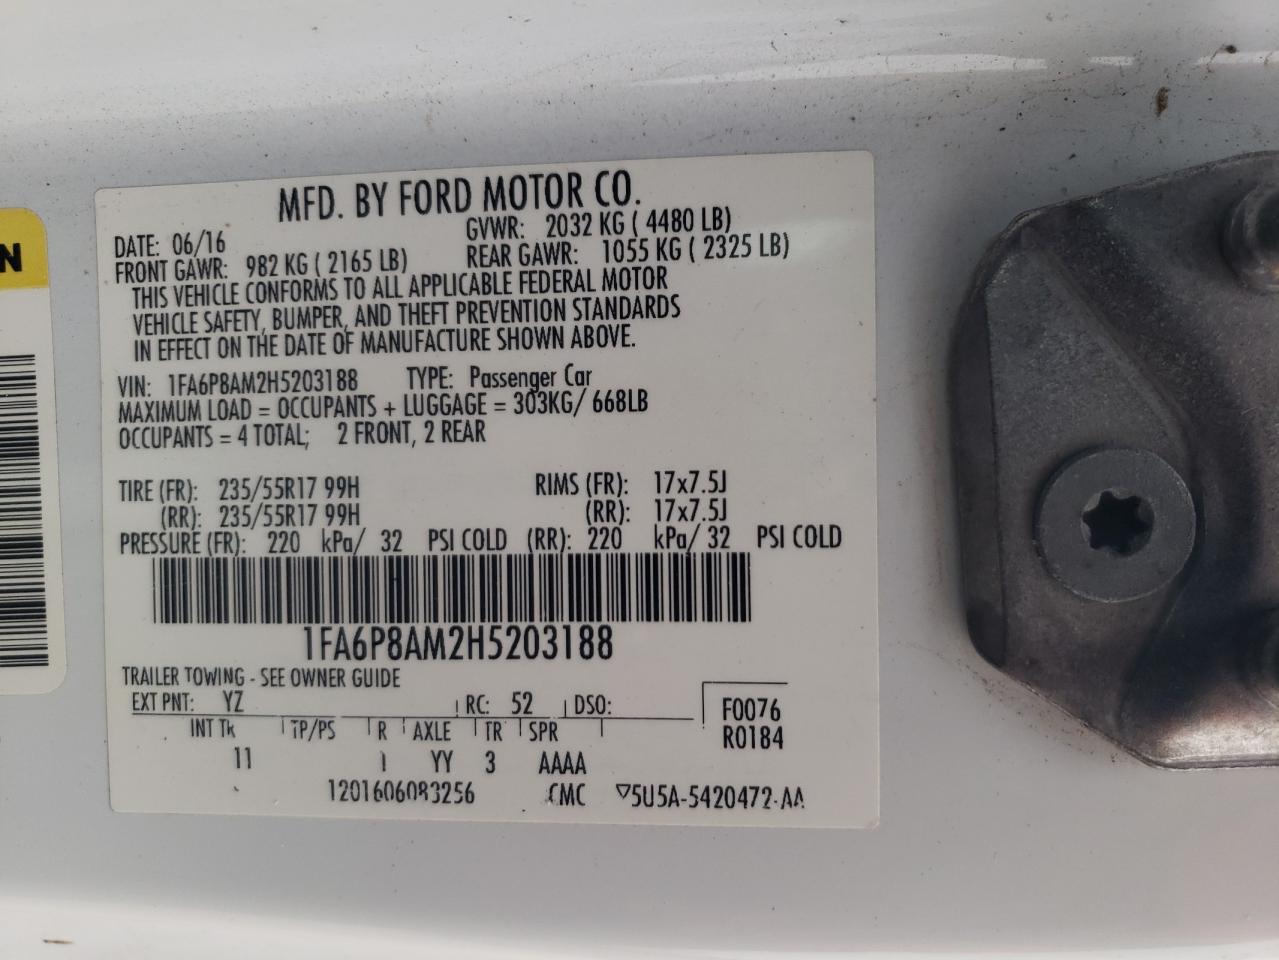 N
MFD. BY FORD MOTOR CO.
DATE: 06/16 GVWR: 2032 KG ( 4480 LB)
FRONT GAWR: 982 KG ( 2165 LB) REAR GAWR: 1055 KG ( 2325 LB)
THIS VEHICLE CONFORMS TO ALL APPLICABLE FEDERAL MOTOR
VEHICLE SAFETY, BUMPER, AND THEFT PREVENTION STANDARDS
IN EFFECT ON THE DATE OF MANUFACTURE SHOWN ABOVE.
VIN: 1FA6P8AM2H5203188 TYPE: Passenger Car
MAXIMUM LOAD = OCCUPANTS + LUGGAGE = 303KG/ 668LB
OCCUPANTS = 4 TOTAL; 2 FRONT, 2 REAR
TIRE (FR): 235/55R17 99H RIMS (FR): 17x7.5J
(RR): 235/55R17 99H (RR): 17x7.5J
PRESSURE (FR): 220 kPa/ 32 PSI COLD (RR): 220 kPa/ 32 PSI COLD
1FA6P8AM2H5203188
TRAILER TOWING - SEE OWNER GUIDE
EXT PNT: YZ RC: 52 DSO: F0076
INT TR TP/PS R AXLE TR SPR R0184
11 I YY 3 AAAA
1201606083256 CMC ▽5U5A-5420472-AA